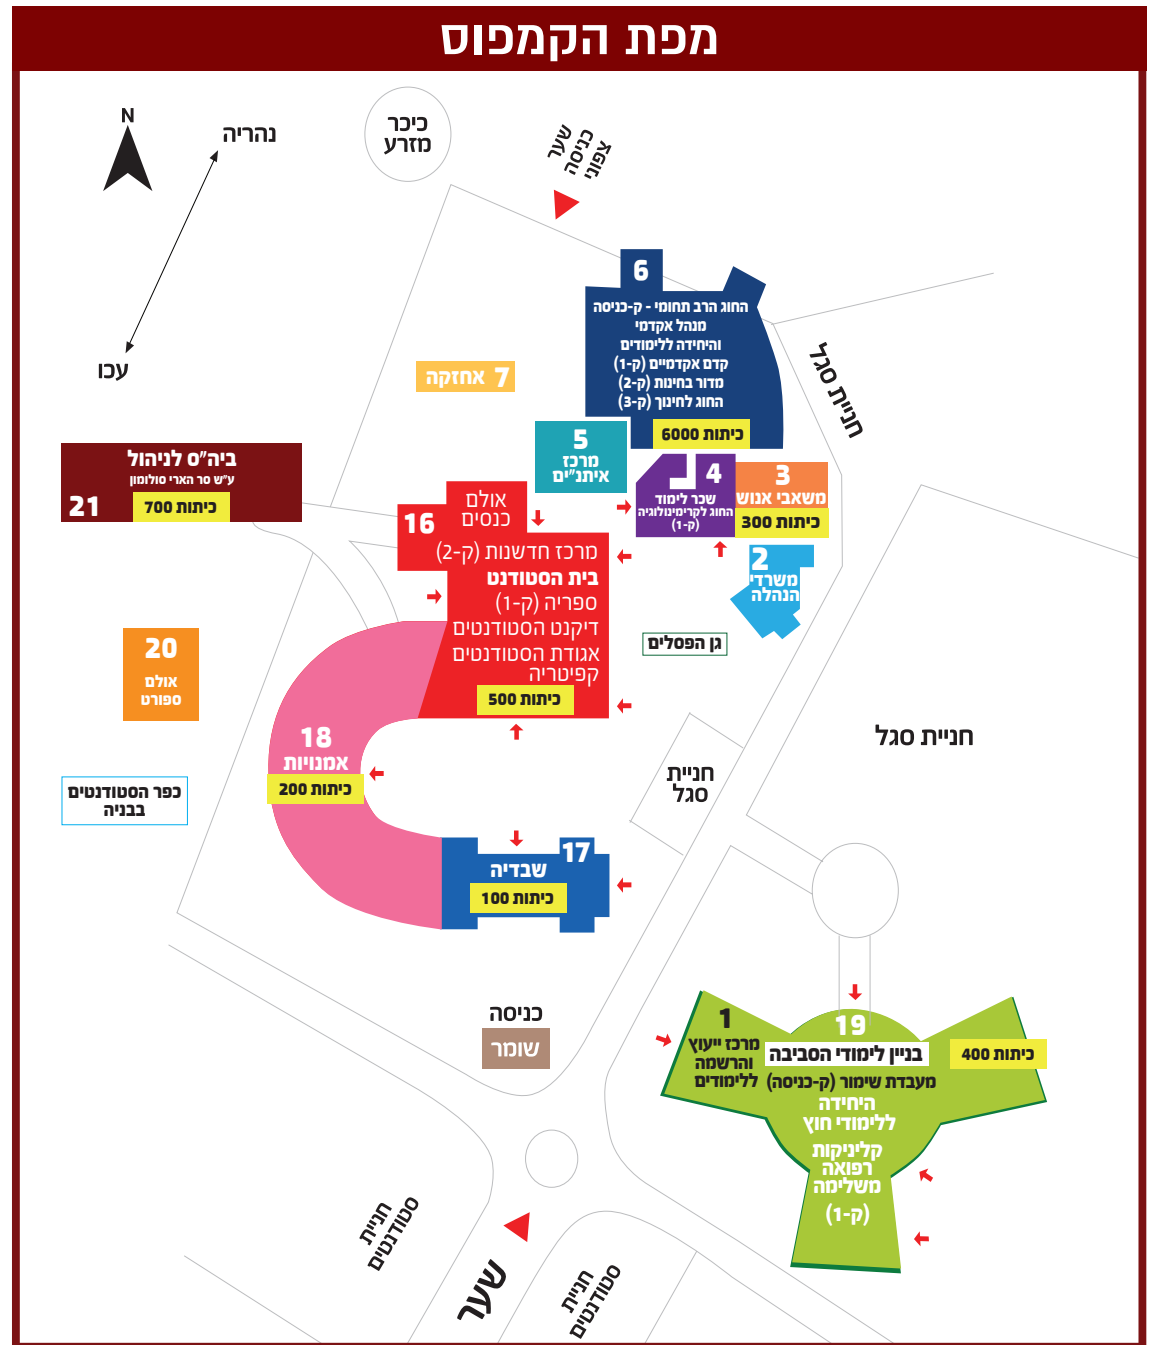 מפת הקמפוס
N
נהריה
עכו
כיכר
מזרע
שער
כניסה
צפוני
6
החוג הרב תחומי - ק-כניסה
מנהל אקדמי
והיחידה ללימודים
קדם אקדמיים (ק-1)
מדור בחינות (ק-2)
החוג לחינוך (ק-3)
כיתות 6000
חניית סגל
7 אחזקה
5
מרכז
איתנ"ים
4
שכר לימוד
החוג לקרימינולוגיה
(ק-1)
3
משאבי אנוש
כיתות 300
2
משרדי
הנהלה
ביה"ס לניהול
ע"ש סר הארי סולומון
21
כיתות 700
16
אולם
כנסים
מרכז חדשנות (ק-2)
בית הסטודנט
ספריה (ק-1)
דיקנט הסטודנטים
אגודת הסטודנטים
קפיטריה
כיתות 500
גן הפסלים
20
אולם
ספורט
18
אמנויות
כיתות 200
כפר הסטודנטים
בבניה
חניית
סגל
חניית סגל
17
שבדיה
כיתות 100
כניסה
שומר
1
מרכז ייעוץ
והרשמה
ללימודים
19
בניין לימודי הסביבה
מעבדת שימור (ק-כניסה)
היחידה
ללימודי חוץ
קליניקות
רפואה
משלימה
(ק-1)
כיתות 400
חניית
סטודנטים
שער
חניית
סטודנטים